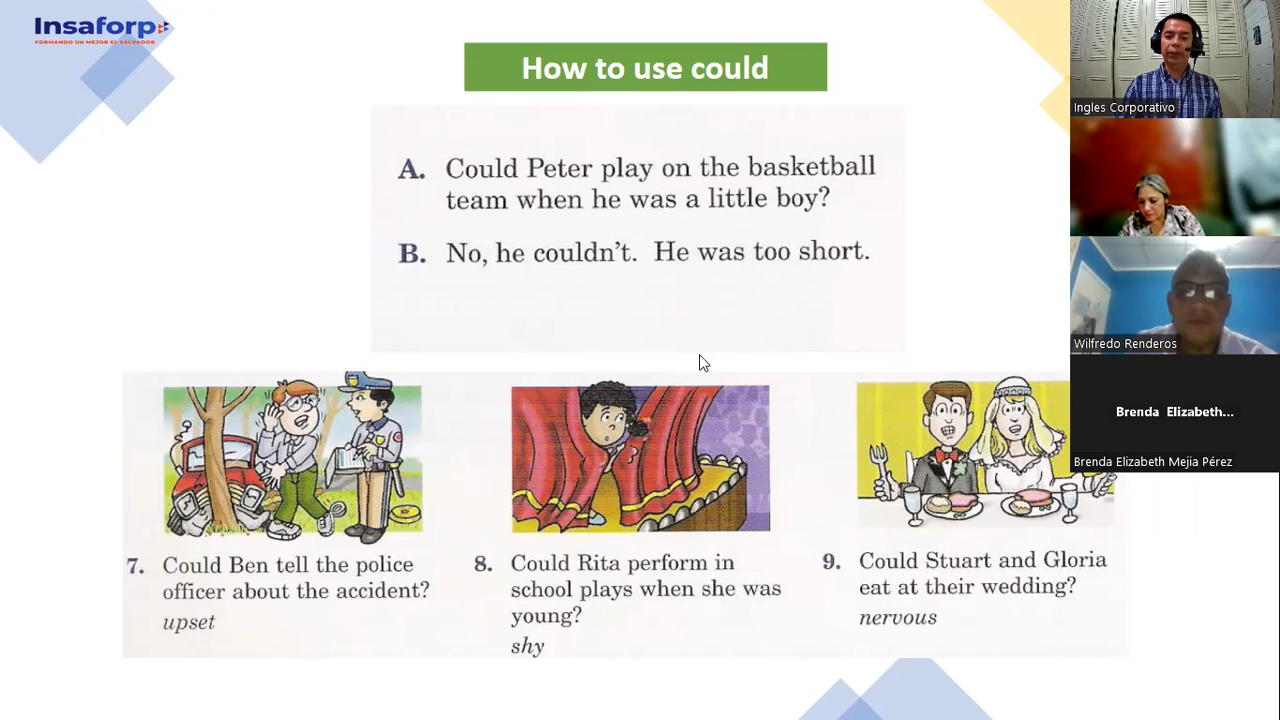 Insaforp
FORMANDO UN MEJOR EL SALVADOR
How to use could
A. Could Peter play on the basketball
team when he was a little boy?
B. No, he couldn't. He was too short.
7. Could Ben tell the police
officer about the accident?
upset
8. Could Rita perform in
school plays when she was
young?
shy
9. Could Stuart and Gloria
eat at their wedding?
nervous
Ingles Corporativo
Wilfredo Renderos
Brenda Elizabeth...
Brenda Elizabeth Mejia Pérez